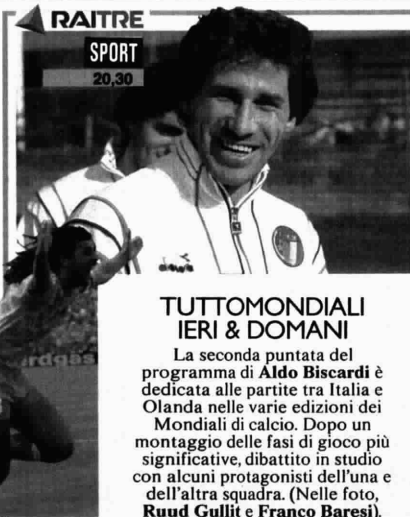 RAITRE
SPORT
20,30
diadora
rdgas
TUTTOMONDIALI
IERI & DOMANI
La seconda puntata del
programma di Aldo Biscardi è
dedicata alle partite tra Italia e
Olanda nelle varie edizioni dei
Mondiali di calcio. Dopo un
montaggio delle fasi di gioco più
significative, dibattito in studio
con alcuni protagonisti dell'una e
dell'altra squadra. (Nelle foto,
Ruud Gullit e Franco Baresi).